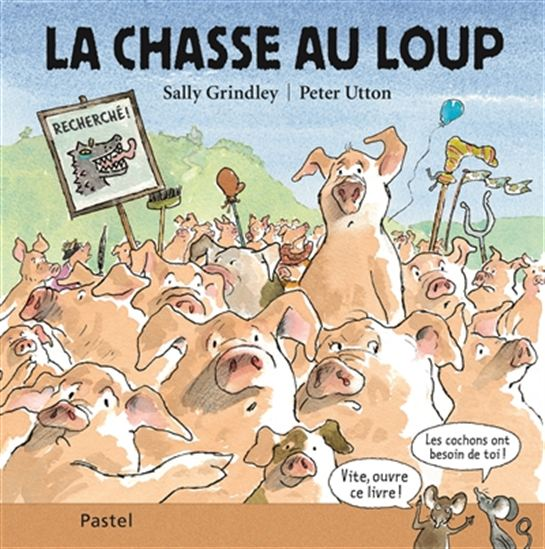 LA CHASSE AU LOUP
Sally Grindley | Peter Utton
RECHERCHÉ!
Les cochons ont
besoin de toi!
Vite, ouvre
ce livre!
Pastel